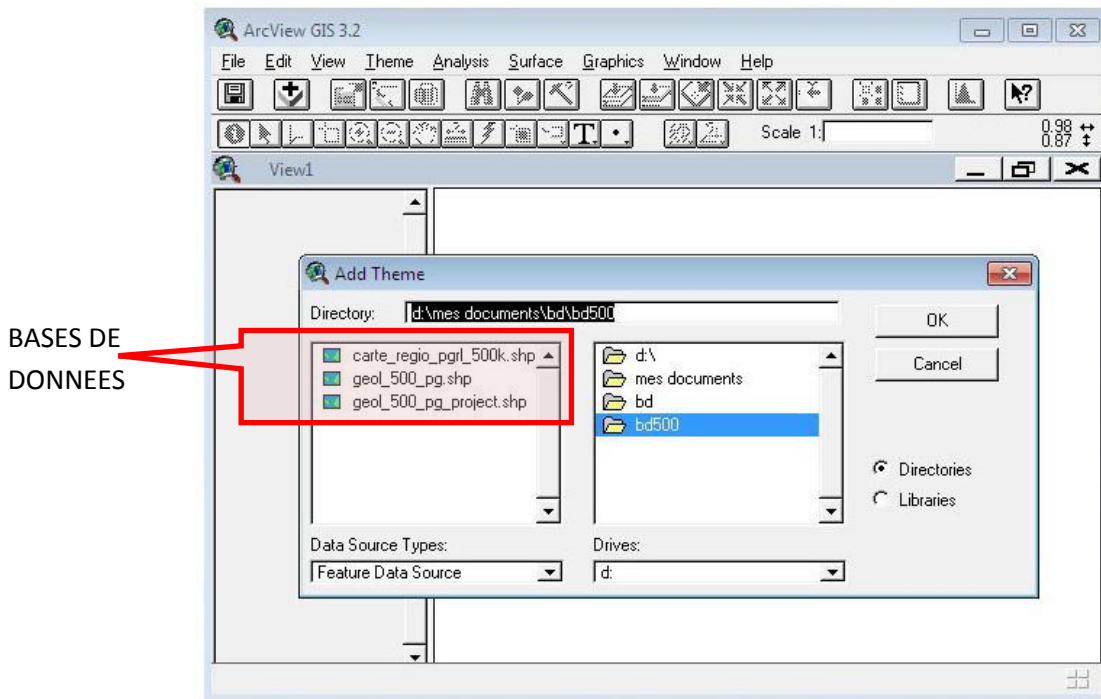 ArcView GIS 3.2
File Edit View Theme Analysis Surface Graphics Window Help
T
Scale 1:
0.98
0.87
View1
Add Theme
Directory: d:\mes documents\bd\bd500
OK
Cancel
BASES DE
DONNEES
carte_regio_pgrl_500k.shp
geol_500_pg.shp
geol_500_pg_project.shp
d:\
mes documents
bd
bd500
Directories
Libraries
Data Source Types:
Feature Data Source
Drives:
d: